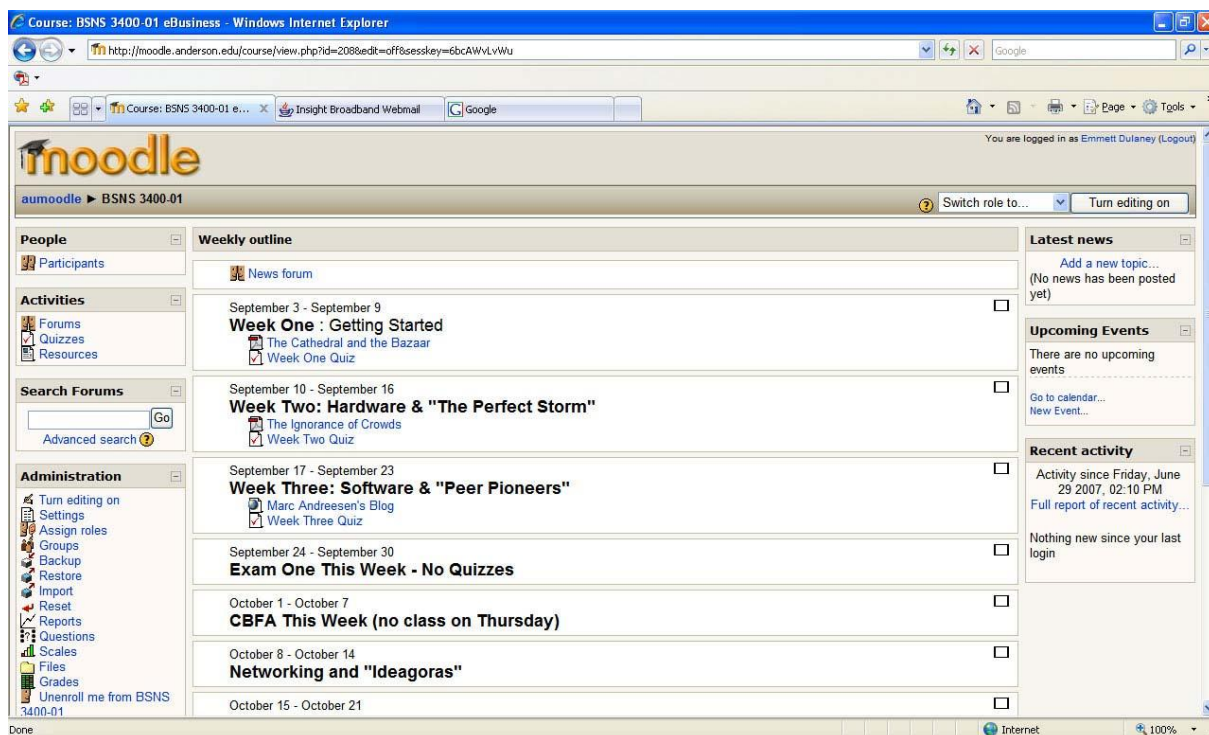 Course: BSNS 3400-01 eBusiness - Windows Internet Explorer
http://moodle.anderson.edu/course/view.php?id=208&edit=off&sesskey=6bcAWvLvWu
Google
Course: BSNS 3400-01 e...
Insight Broadband Webmail
Google
Page
Tools
moodle
You are logged in as Emmett Dulaney (Logout)
aumoodle ► BSNS 3400-01
Switch role to...
Turn editing on
People
Participants
Activities
Forums
Quizzes
Resources
Search Forums
Go
Advanced search
Administration
Turn editing on
Settings
Assign roles
Groups
Backup
Restore
Import
Reset
Reports
Questions
Scales
Files
Grades
Unenroll me from BSNS
3400-01
Weekly outline
News forum
September 3 - September 9
Week One : Getting Started
The Cathedral and the Bazaar
Week One Quiz
September 10 - September 16
Week Two: Hardware & "The Perfect Storm"
The Ignorance of Crowds
Week Two Quiz
September 17 - September 23
Week Three: Software & "Peer Pioneers"
Marc Andreesen's Blog
Week Three Quiz
September 24 - September 30
Exam One This Week - No Quizzes
October 1 - October 7
CBFA This Week (no class on Thursday)
October 8 - October 14
Networking and "Ideagoras"
October 15 - October 21
Latest news
Add a new topic...
(No news has been posted
yet)
Upcoming Events
There are no upcoming
events
Go to calendar...
New Event...
Recent activity
Activity since Friday, June
29 2007, 02:10 PM
Full report of recent activity...
Nothing new since your last
login
Done
Internet
100%